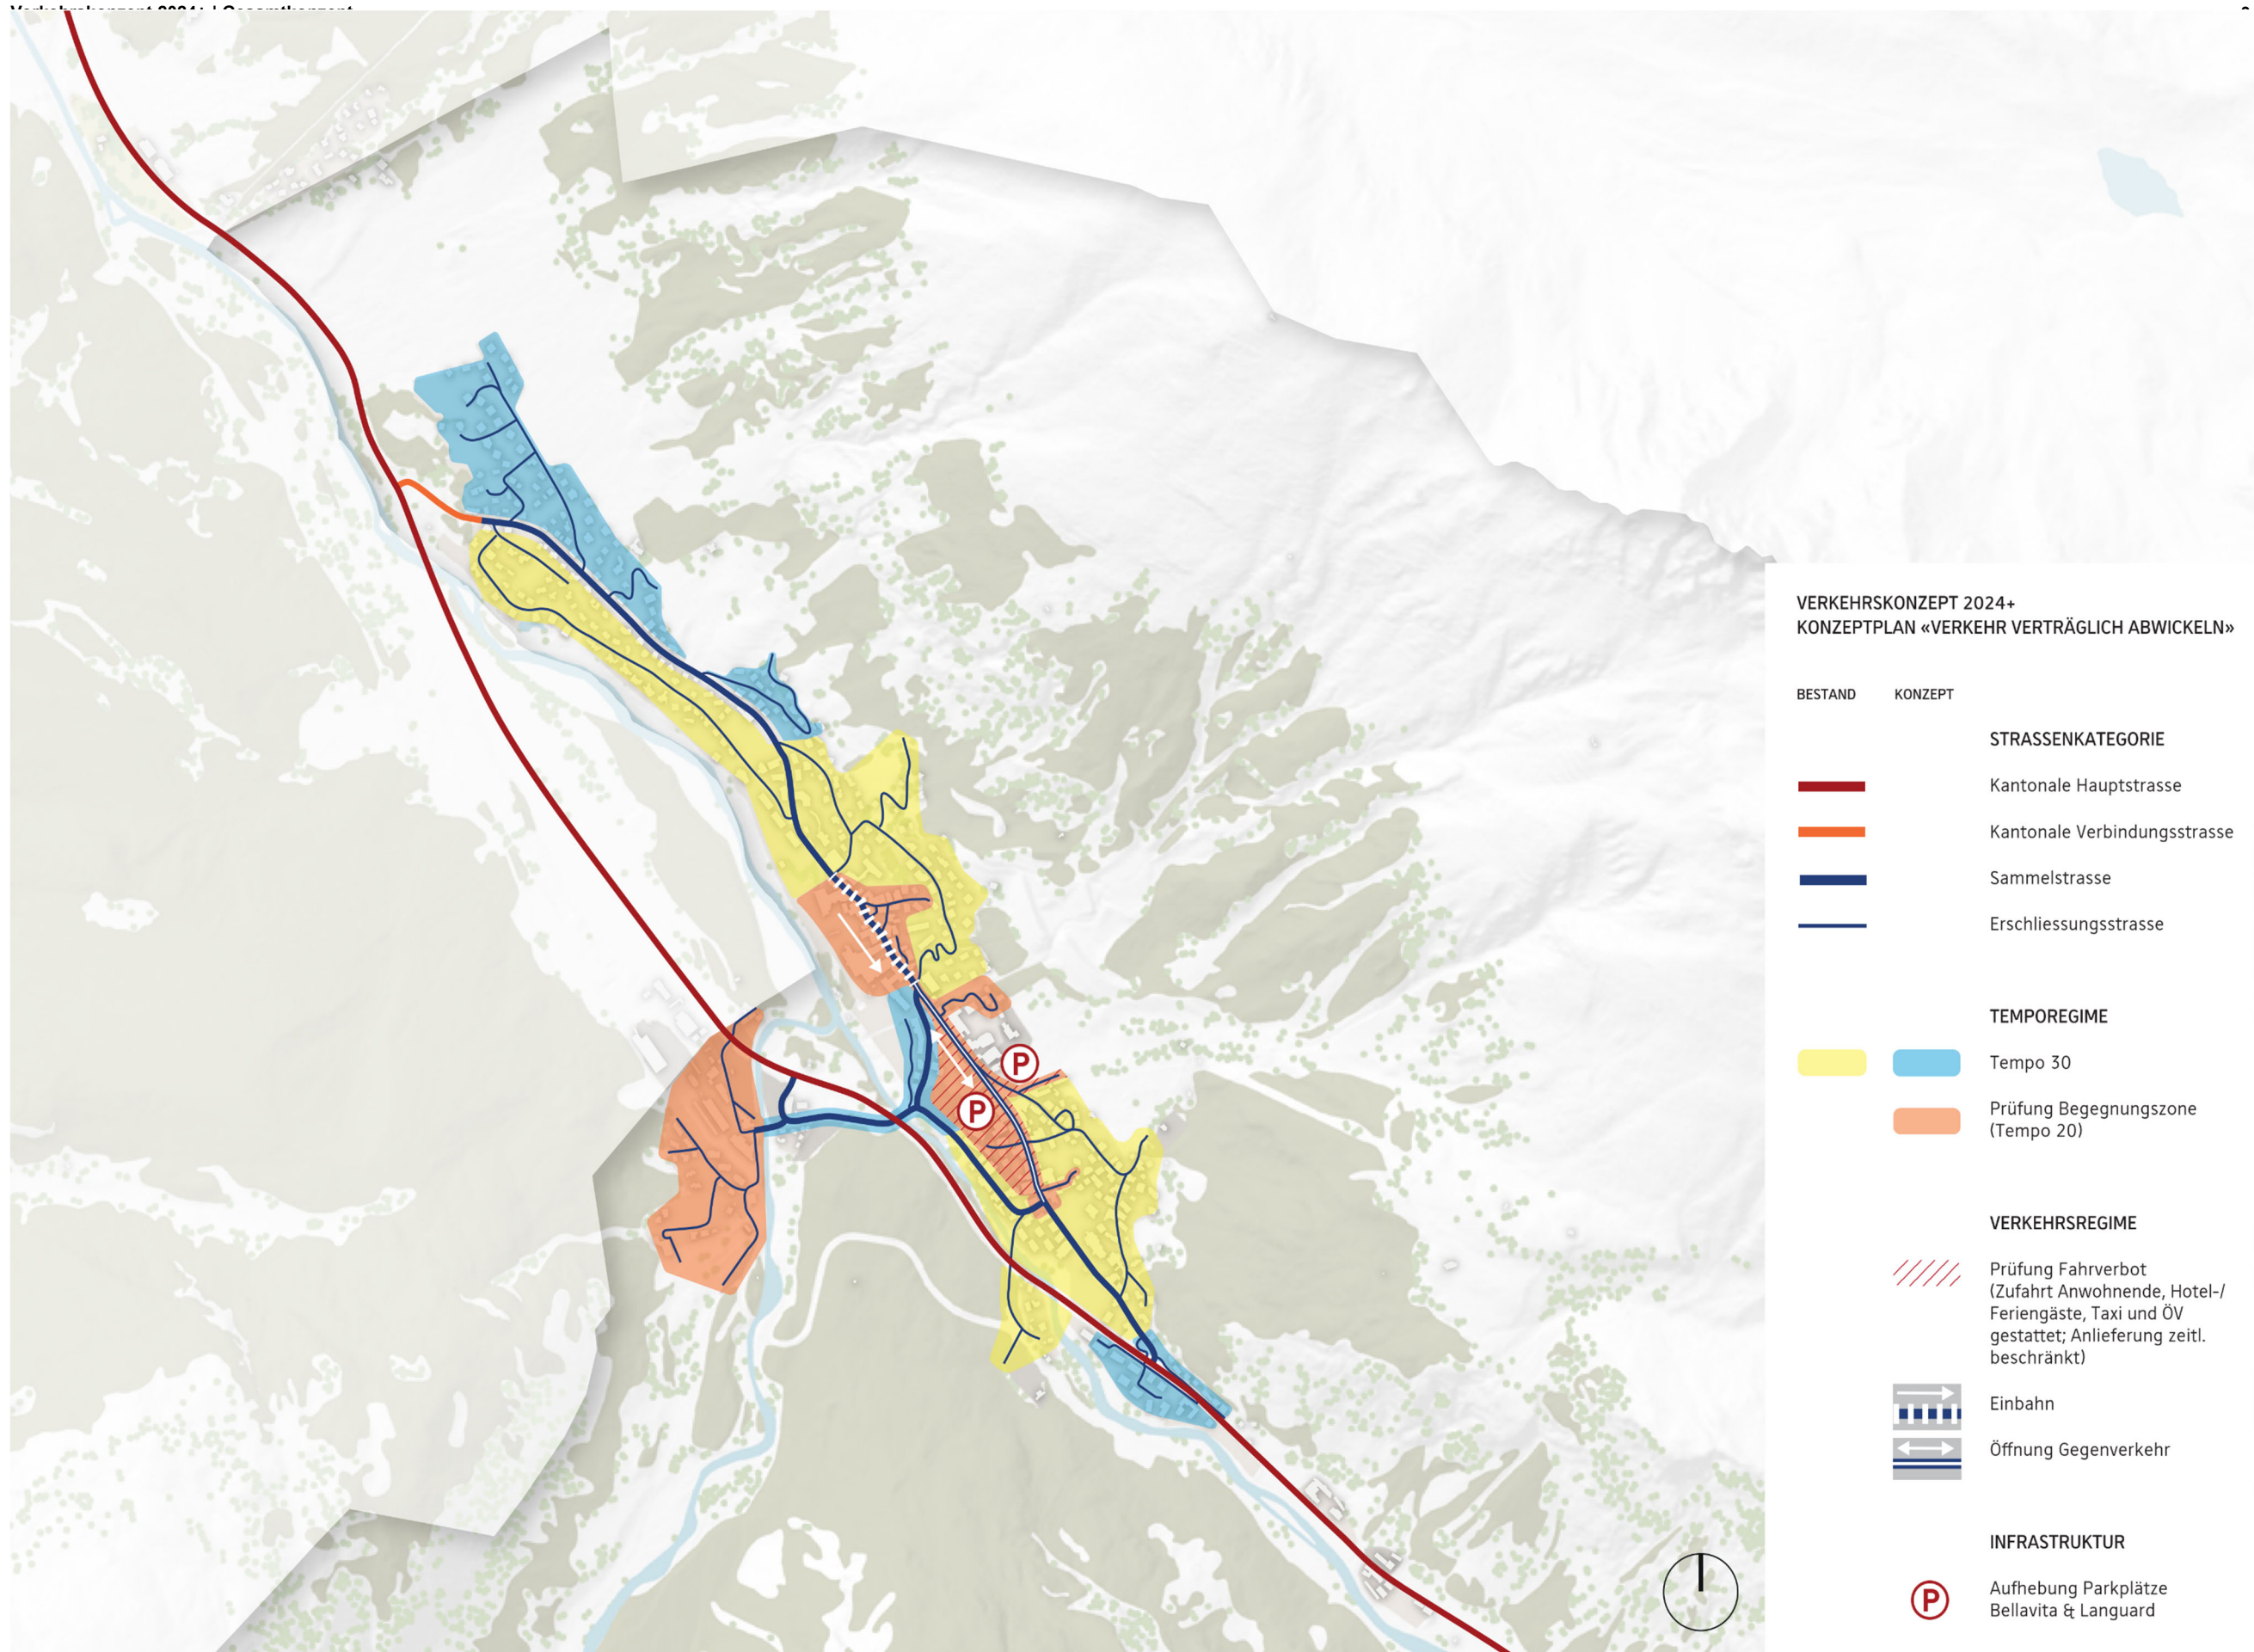 VERKEHRSKONZEPT 2024+
KONZEPTPLAN «VERKEHR VERTRÄGLICH ABWICKELN»
BESTAND KONZEPT
STRASSENKATEGORIE
Kantonale Hauptstrasse
Kantonale Verbindungsstrasse
Sammelstrasse
Erschliessungsstrasse
TEMPOREGIME
Tempo 30
Prüfung Begegnungszone
(Tempo 20)
VERKEHRSREGIME
Prüfung Fahrverbot
(Zufahrt Anwohnende, Hotel-/
Feriengäste, Taxi und ÖV
gestattet; Anlieferung zeitl.
beschränkt)
Einbahn
Öffnung Gegenverkehr
INFRASTRUKTUR
P Aufhebung Parkplätze
Bellavita & Languard
P
P